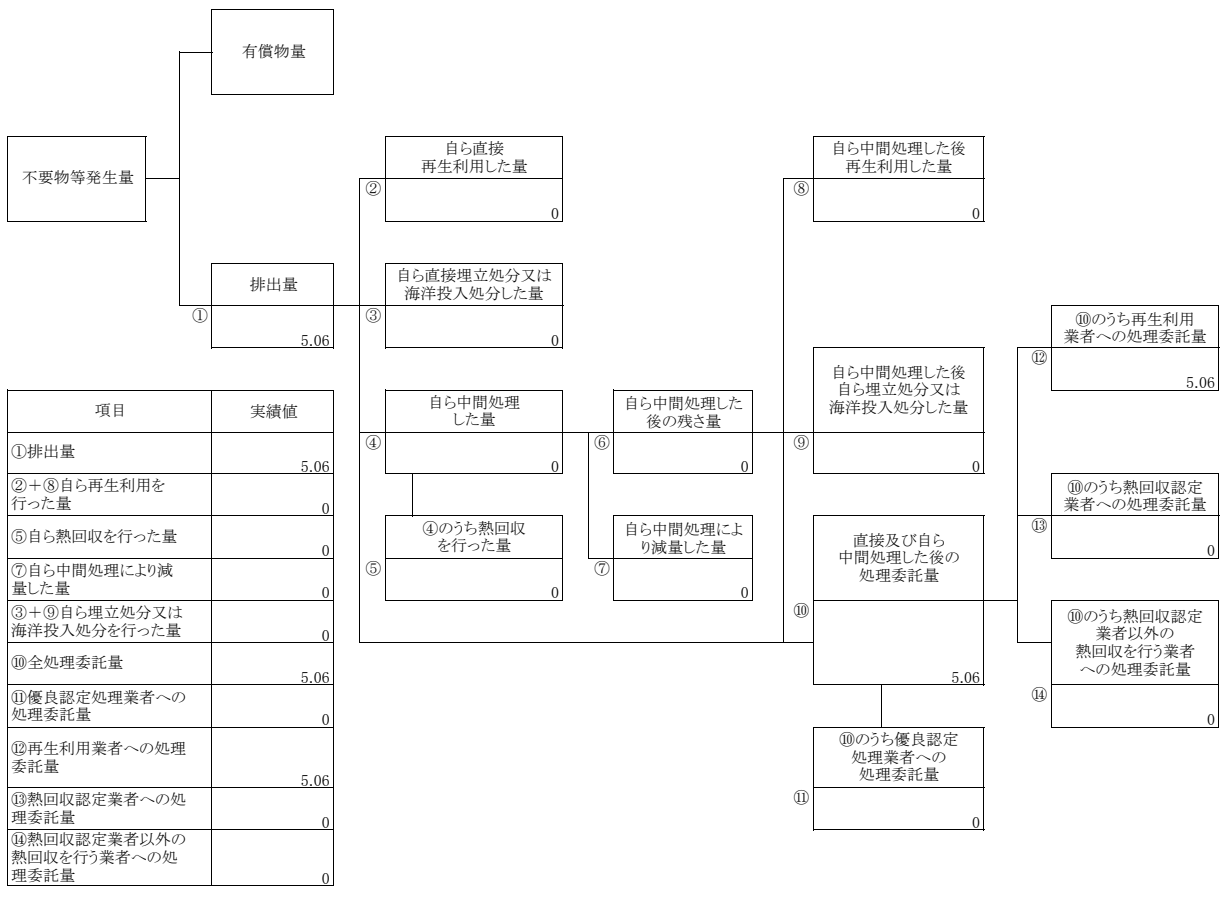 有償物量
不要物等発生量
自ら直接
再生利用した量
②
0
自ら中間処理した後
再生利用した量
⑧
0
排出量
①
5.06
自ら直接埋立処分又は
海洋投入処分した量
③
0
⑩のうち再生利用
業者への処理委託量
⑫
5.06
自ら中間処理
した量
④
0
自ら中間処理した
後の残さ量
⑥
0
自ら中間処理した後
自ら埋立処分又は
海洋投入処分した量
⑨
0
⑩のうち熱回収認定
業者への処理委託量
⑬
0
④のうち熱回収
を行った量
⑤
0
自ら中間処理によ
り減量した量
⑦
0
直接及び自ら
中間処理した後の
処理委託量
⑩
5.06
⑩のうち熱回収認定
業者以外の
熱回収を行う業者
への処理委託量
⑭
0
⑩のうち優良認定
処理業者への
処理委託量
⑪
0
項目 実績値
①排出量
5.06
②+⑧自ら再生利用を
行った量
0
⑤自ら熱回収を行った量
0
⑦自ら中間処理により減
量した量
0
③+⑨自ら埋立処分又は
海洋投入処分を行った量
0
⑩全処理委託量
5.06
⑪優良認定処理業者への
処理委託量
0
⑫再生利用業者への処理
委託量
5.06
⑬熱回収認定業者への処
理委託量
0
⑭熱回収認定業者以外の
熱回収を行う業者への処
理委託量
0